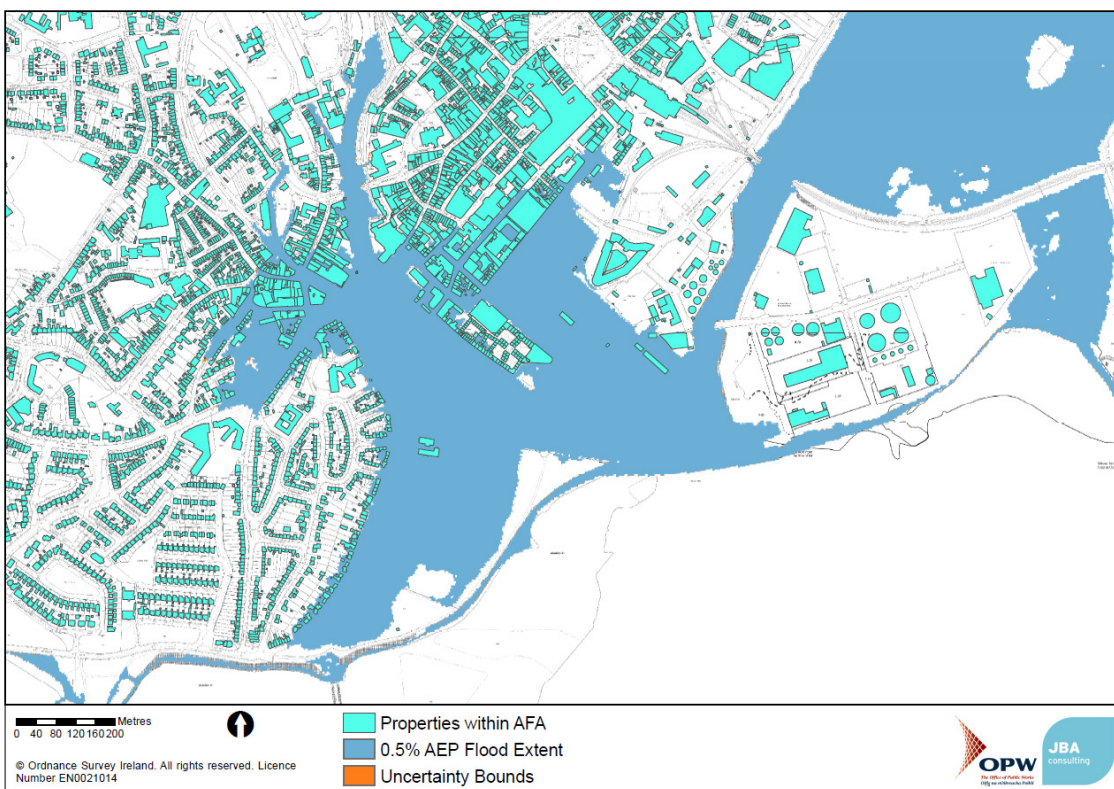 Metres
0 40 80 120 160 200
© Ordnance Survey Ireland. All rights reserved. Licence
Number EN0021014
Properties within AFA
0.5% AEP Flood Extent
Uncertainty Bounds
OPW
The Office of Public Works
Oifig na nOibreacha Poiblí
JBA
consulting